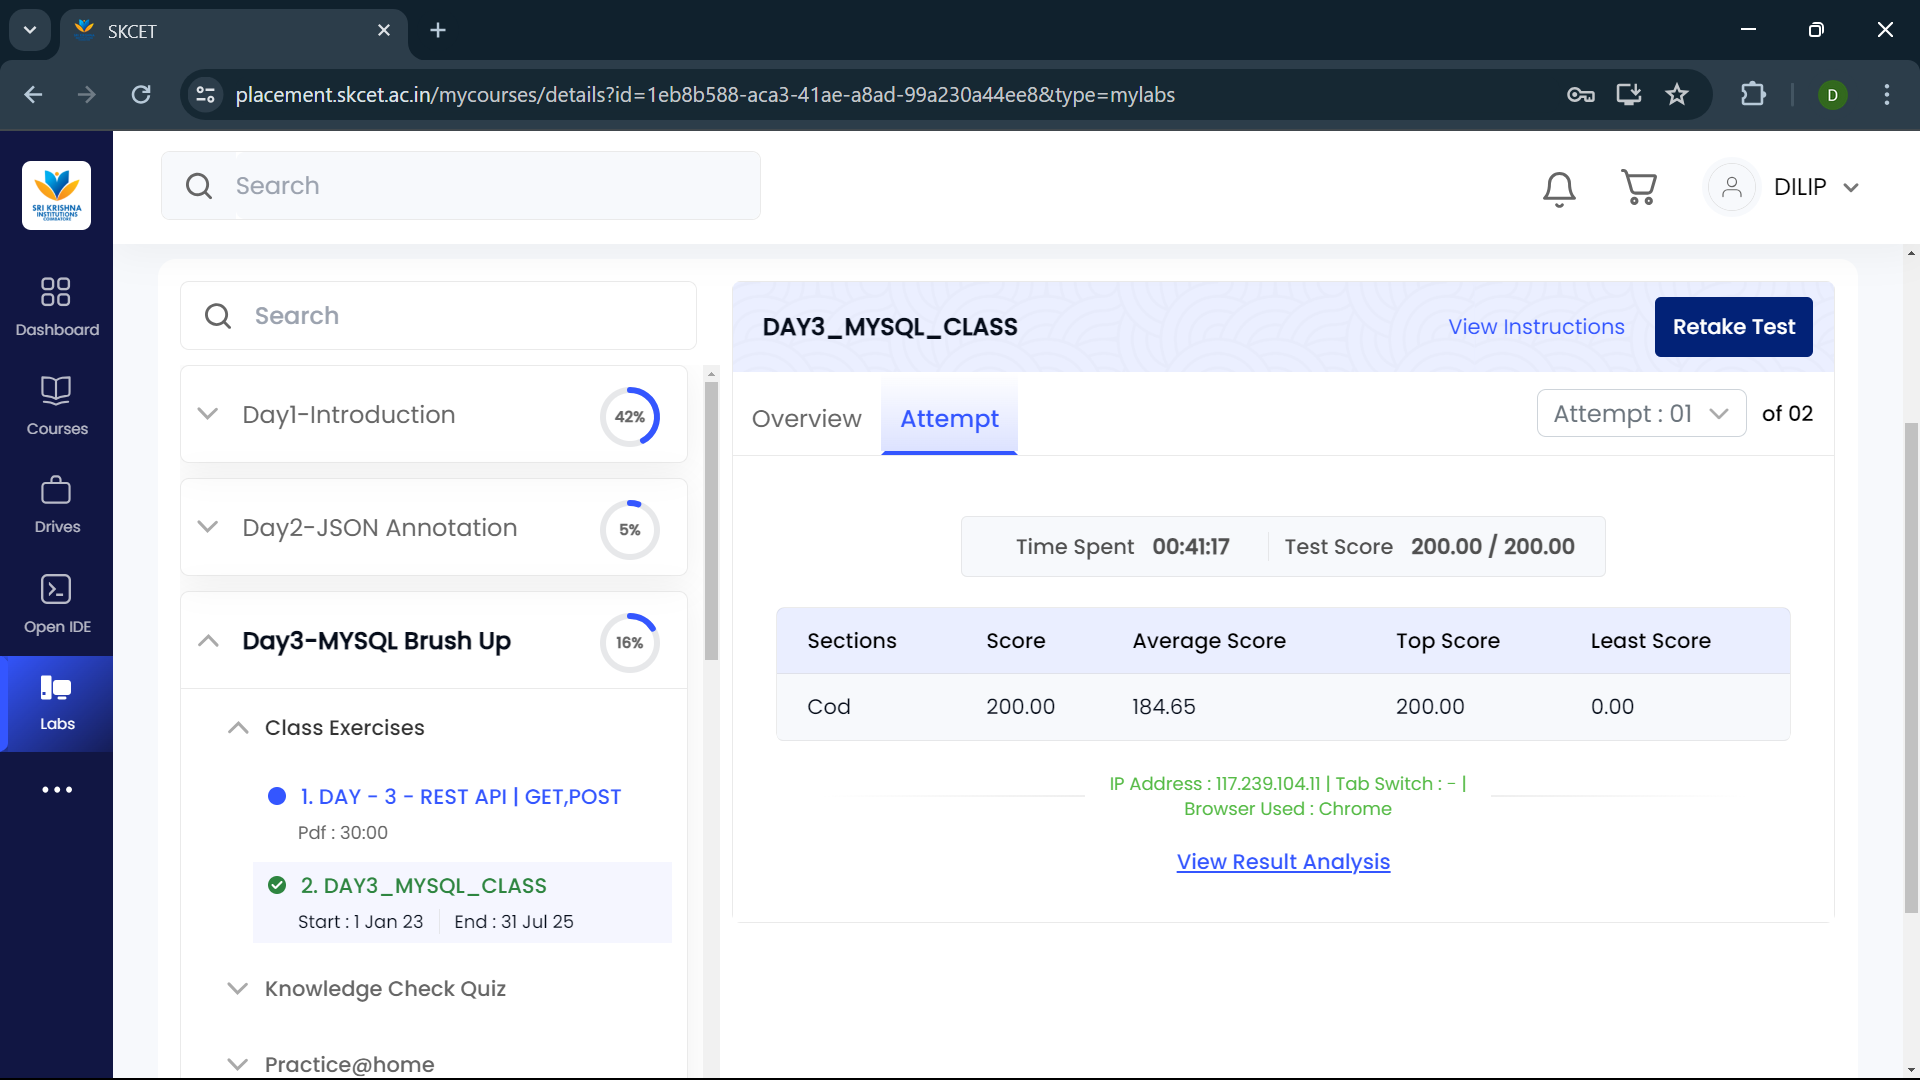 SKCET
placement.skcet.ac.in/mycourses/details?id=1eb8b588-aca3-41ae-a8ad-99a230a44ee8&type=mylabs
D
SRI KRISHNA
INSTITUTIONS
COIMBATORE
Search
DILIP
Dashboard
Courses
Drives
Open IDE
Labs
Search
Day1-Introduction
42%
Day2-JSON Annotation
5%
Day3-MYSQL Brush Up
16%
Class Exercises
1. DAY - 3 - REST API | GET,POST
Pdf : 30:00
2. DAY3_MYSQL_CLASS
Start : 1 Jan 23 End : 31 Jul 25
Knowledge Check Quiz
Practice@home
DAY3_MYSQL_CLASS
View Instructions
Retake Test
Overview
Attempt
Attempt : 01
of 02
Time Spent 00:41:17 Test Score 200.00 / 200.00
Sections Score Average Score Top Score Least Score
Cod 200.00 184.65 200.00 0.00
IP Address : 117.239.104.11 | Tab Switch : - |
Browser Used : Chrome
View Result Analysis